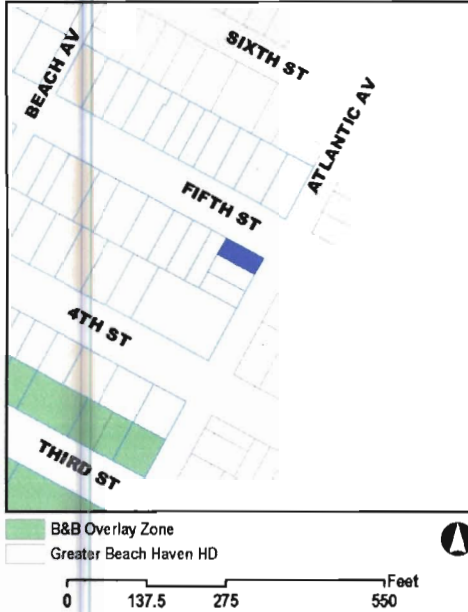 SIXTH ST
BEACH AV
ATLANTIC AV
FIFTH ST
4TH ST
THIRD ST
B&B Overlay Zone
Greater Beach Haven HD
Feet
0 137.5 275 550